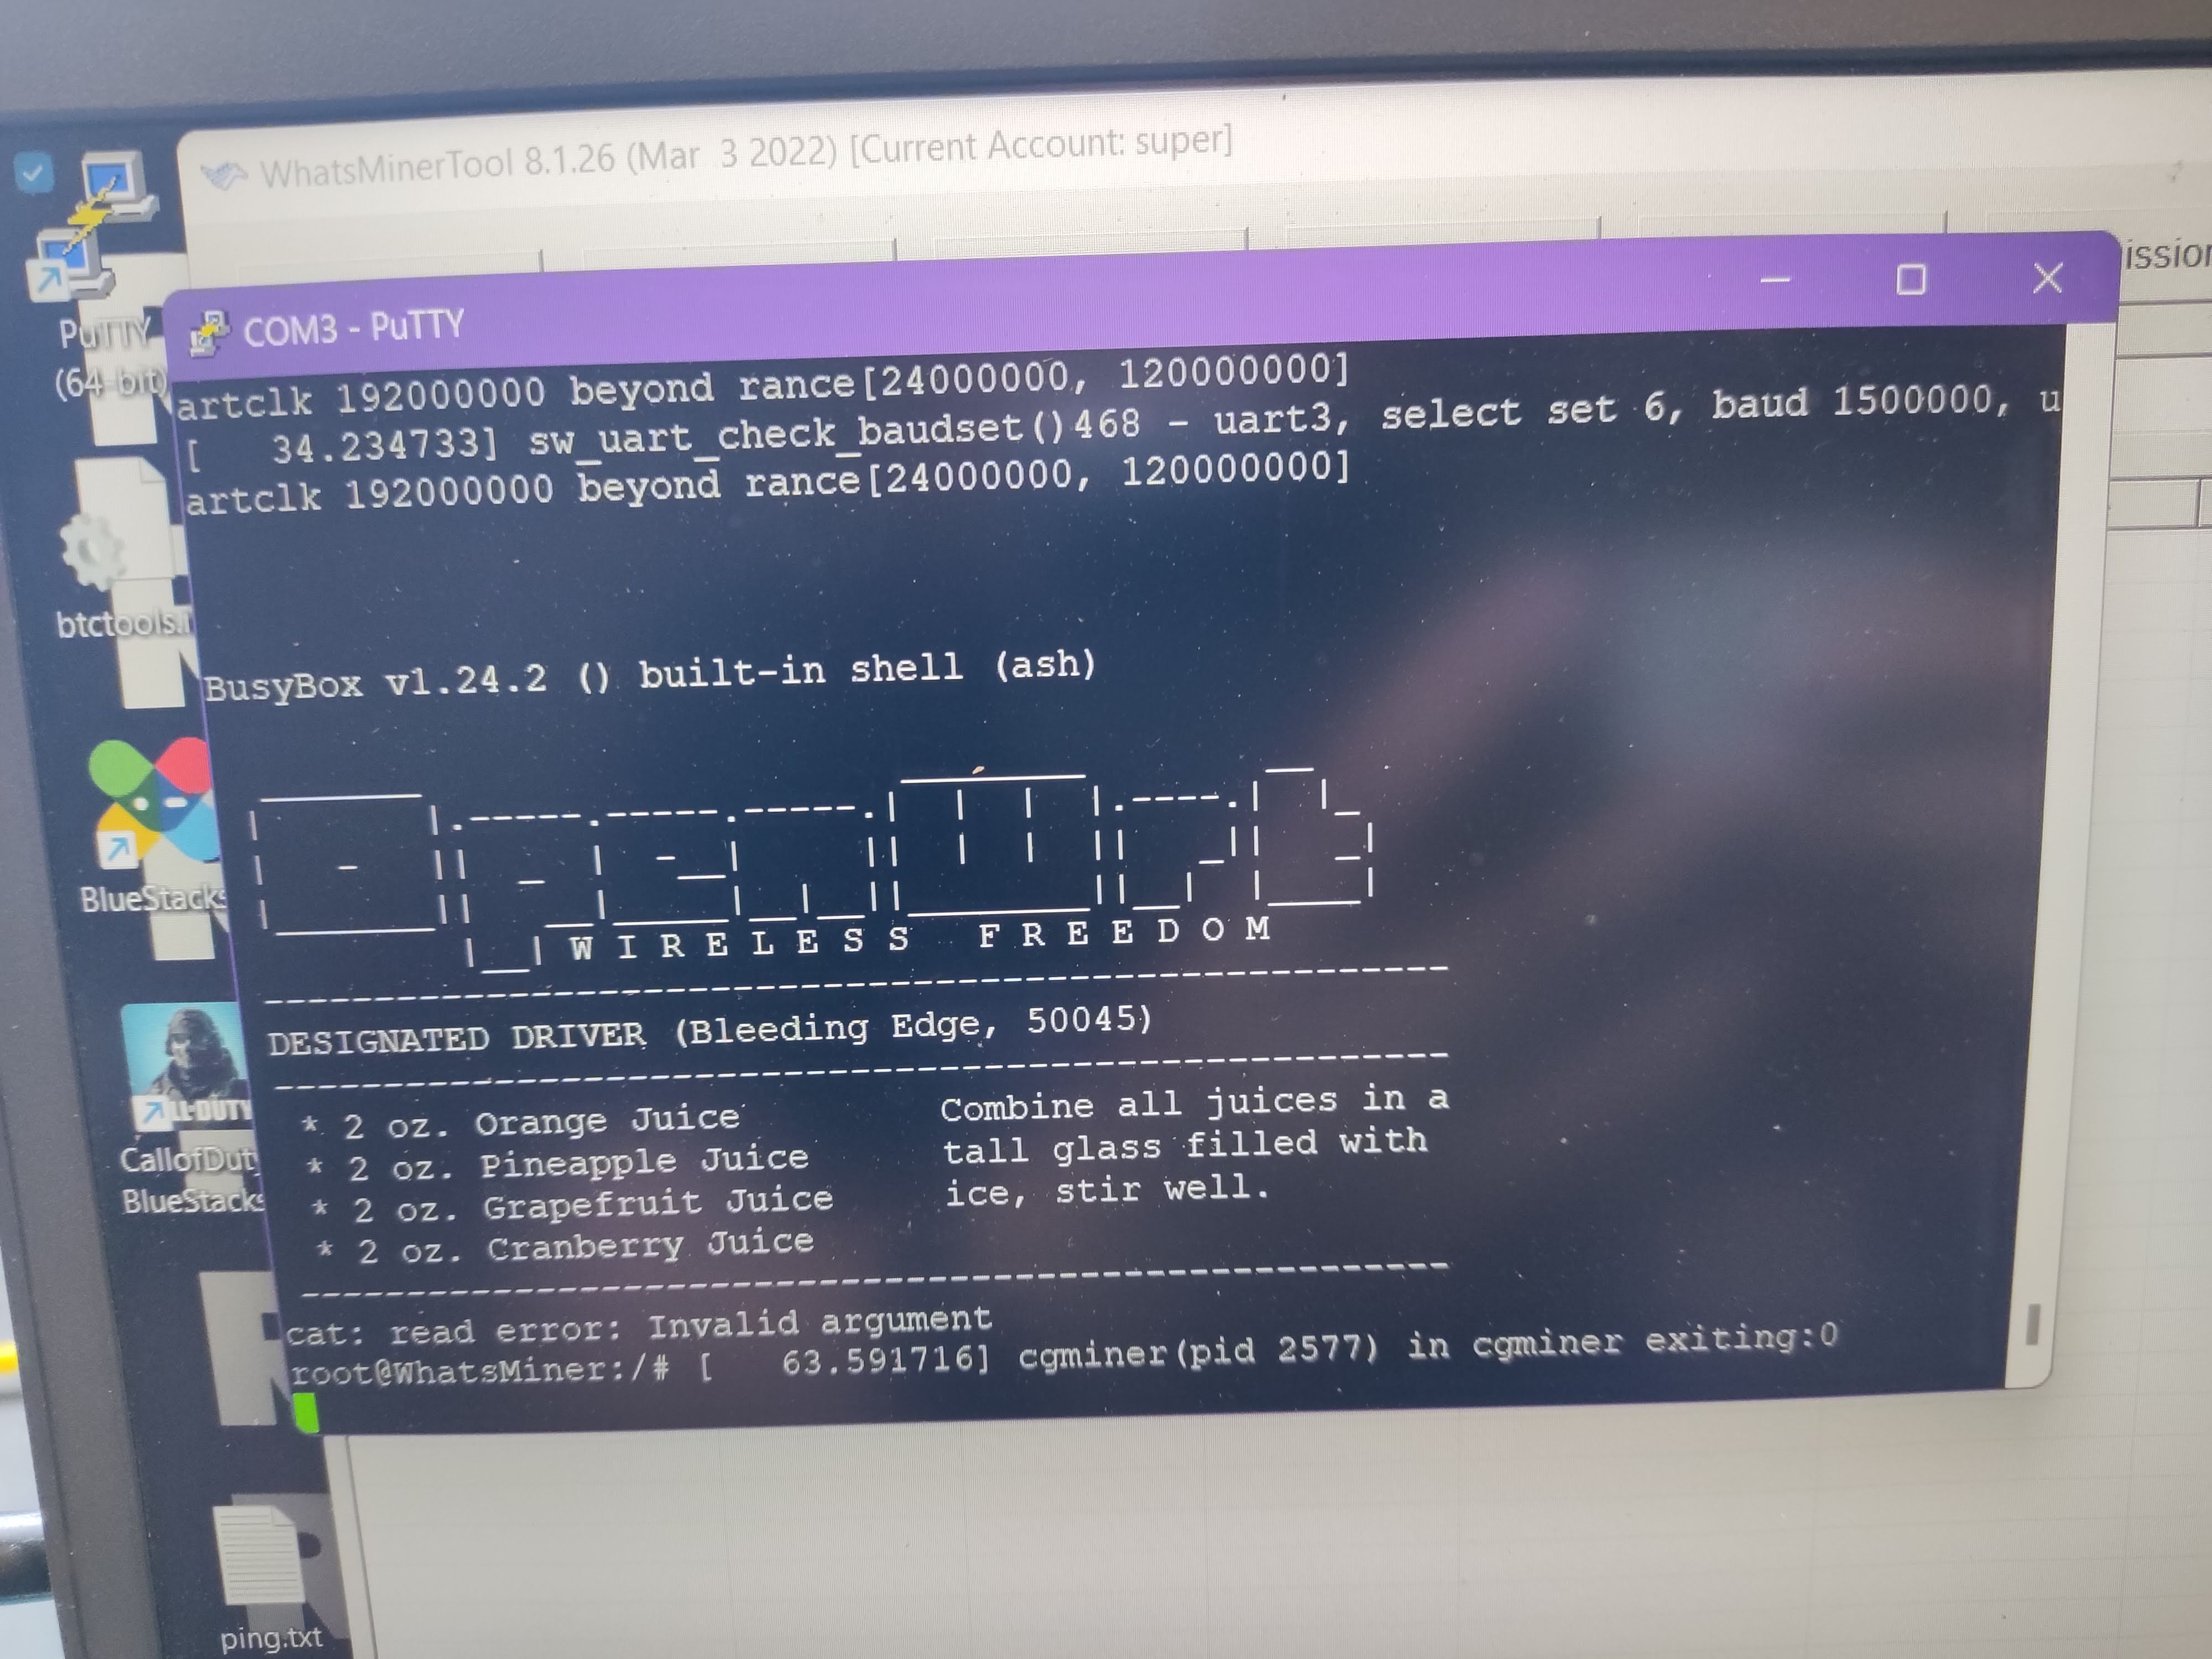 WhatsMinerTool 8.1.26 (Mar 3 2022) [Current Account: super]
ission
COM3 - PuTTY
artclk 192000000 beyond rance[24000000, 120000000]
[   34.234733] sw_uart_check_baudset()468 - uart3, select set 6, baud 1500000, u
artclk 192000000 beyond rance[24000000, 120000000]
BusyBox v1.24.2 () built-in shell (ash)
W I R E L E S S   F R E E D O M
DESIGNATED DRIVER (Bleeding Edge, 50045)
* 2 oz. Orange Juice     Combine all juices in a
* 2 oz. Pineapple Juice     tall glass filled with
* 2 oz. Grapefruit Juice     ice, stir well.
* 2 oz. Cranberry Juice
cat: read error: Invalid argument
root@WhatsMiner:/# [   63.591716] cgminer(pid 2577) in cgminer exiting:0
PuTTY
(64-bit)
btctools.
BlueStacks
LL·DUTY
CallofDuty
BlueStacks
ping.txt